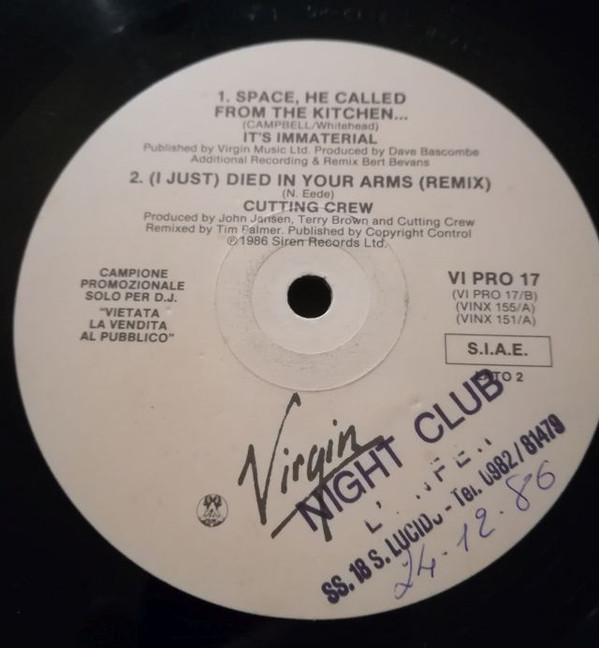 1. SPACE, HE CALLED
FROM THE KITCHEN...
(CAMPBELL/Whitehead)
IT'S IMMATERIAL
Published by Virgin Music Ltd. Produced by Dave Bascombe
Additional Recording & Remix Bert Bevans
2. (I JUST) DIED IN YOUR ARMS (REMIX)
(N. Eede)
CUTTING CREW
Produced by John Jansen, Terry Brown and Cutting Crew
Remixed by Tim Palmer. Published by Copyright Control
℗1986 Siren Records Ltd.
CAMPIONE
PROMOZIONALE
SOLO PER D.J.
"VIETATA
LA VENDITA
AL PUBBLICO"
VI PRO 17
(VI PRO 17/B)
(VINX 155/A)
(VINX 151/A)
S.I.A.E.
LATO 2
Virgin
NIGHT CLUB
SS. 18 S. LUCIDO - Tel. 0982/81479
24-12-86